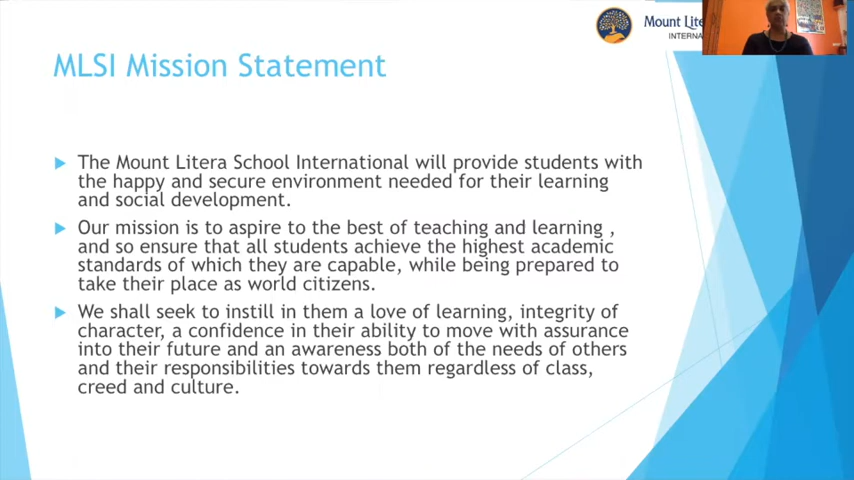 Mount Lite
INTERNA
MLSI Mission Statement
The Mount Litera School International will provide students with
the happy and secure environment needed for their learning
and social development.
Our mission is to aspire to the best of teaching and learning ,
and so ensure that all students achieve the highest academic
standards of which they are capable, while being prepared to
take their place as world citizens.
We shall seek to instill in them a love of learning, integrity of
character, a confidence in their ability to move with assurance
into their future and an awareness both of the needs of others
and their responsibilities towards them regardless of class,
creed and culture.